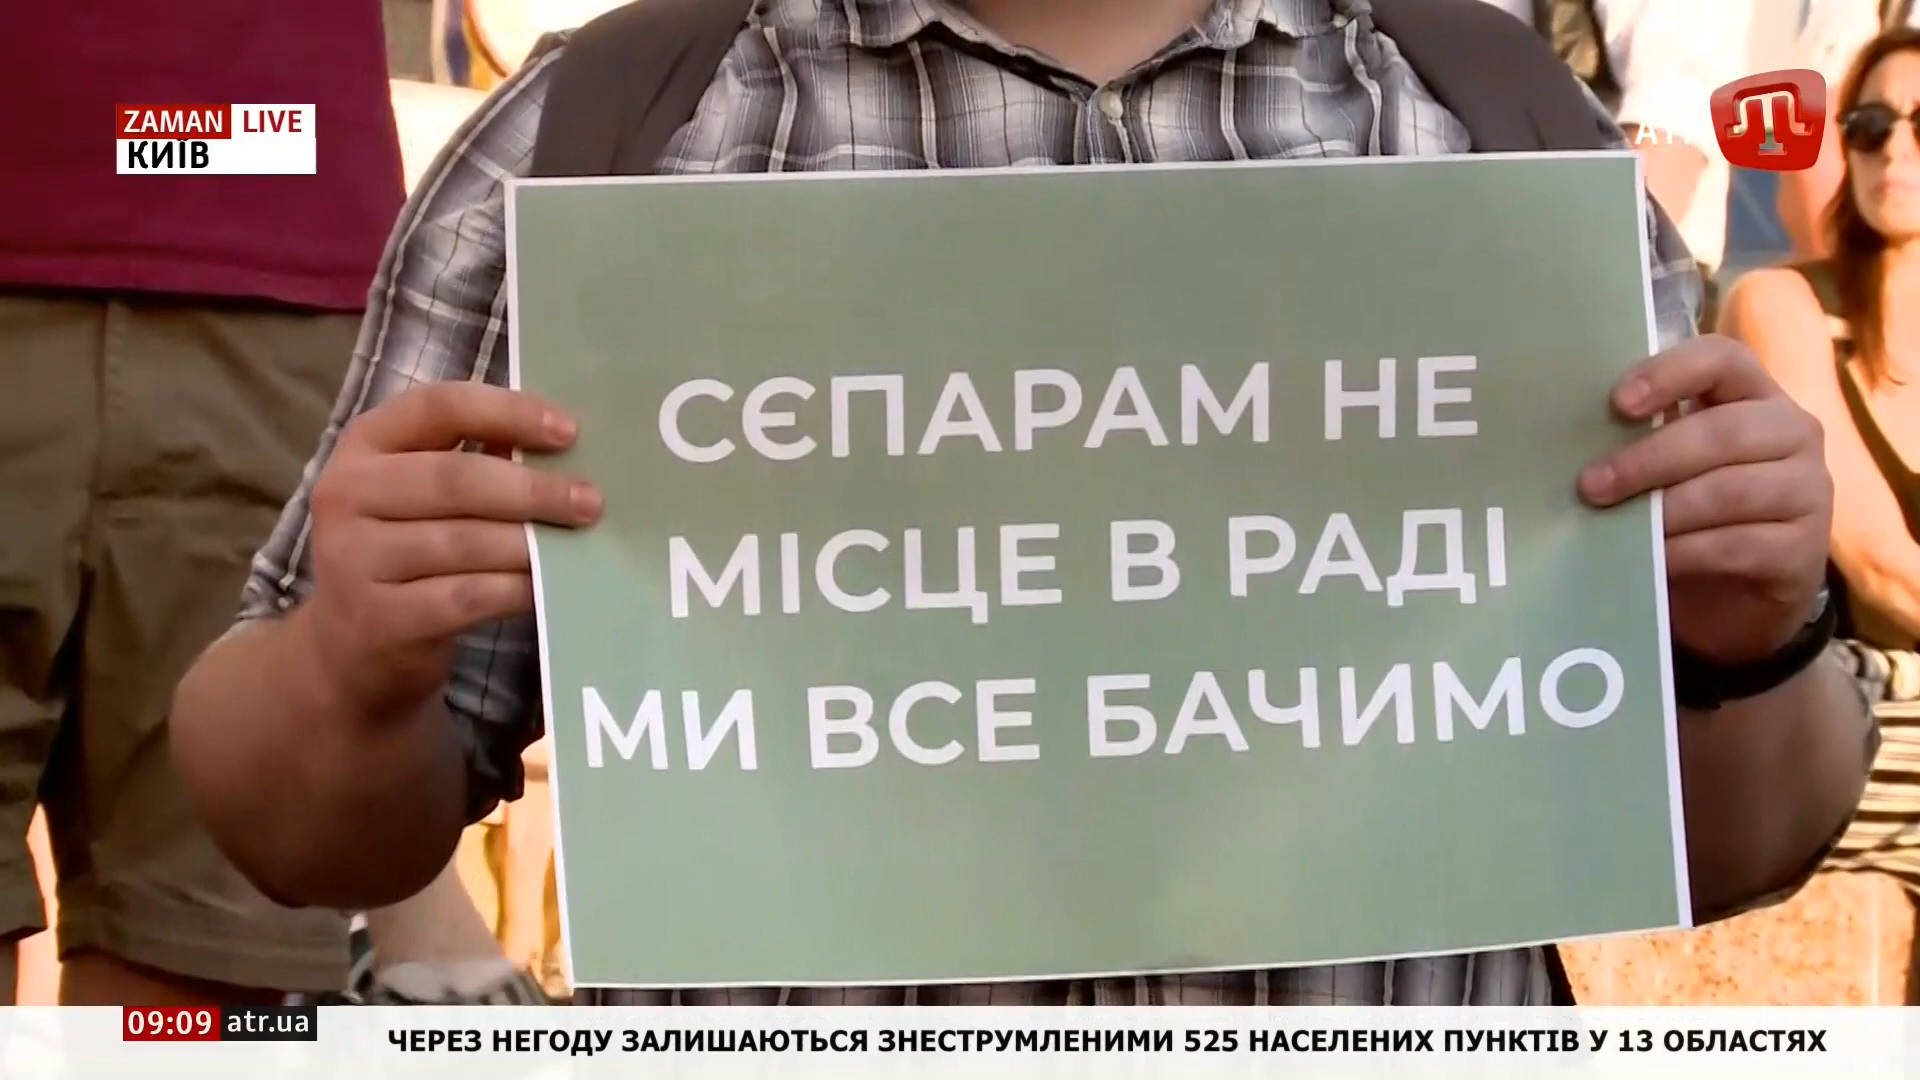 ZAMAN LIVE
КИЇВ
СЄПАРАМ НЕ
МІСЦЕ В РАДІ
МИ ВСЕ БАЧИМО
09:09 atr.ua
ЧЕРЕЗ НЕГОДУ ЗАЛИШАЮТЬСЯ ЗНЕСТРУМЛЕНИМИ 525 НАСЕЛЕНИХ ПУНКТІВ У 13 ОБЛАСТЯХ